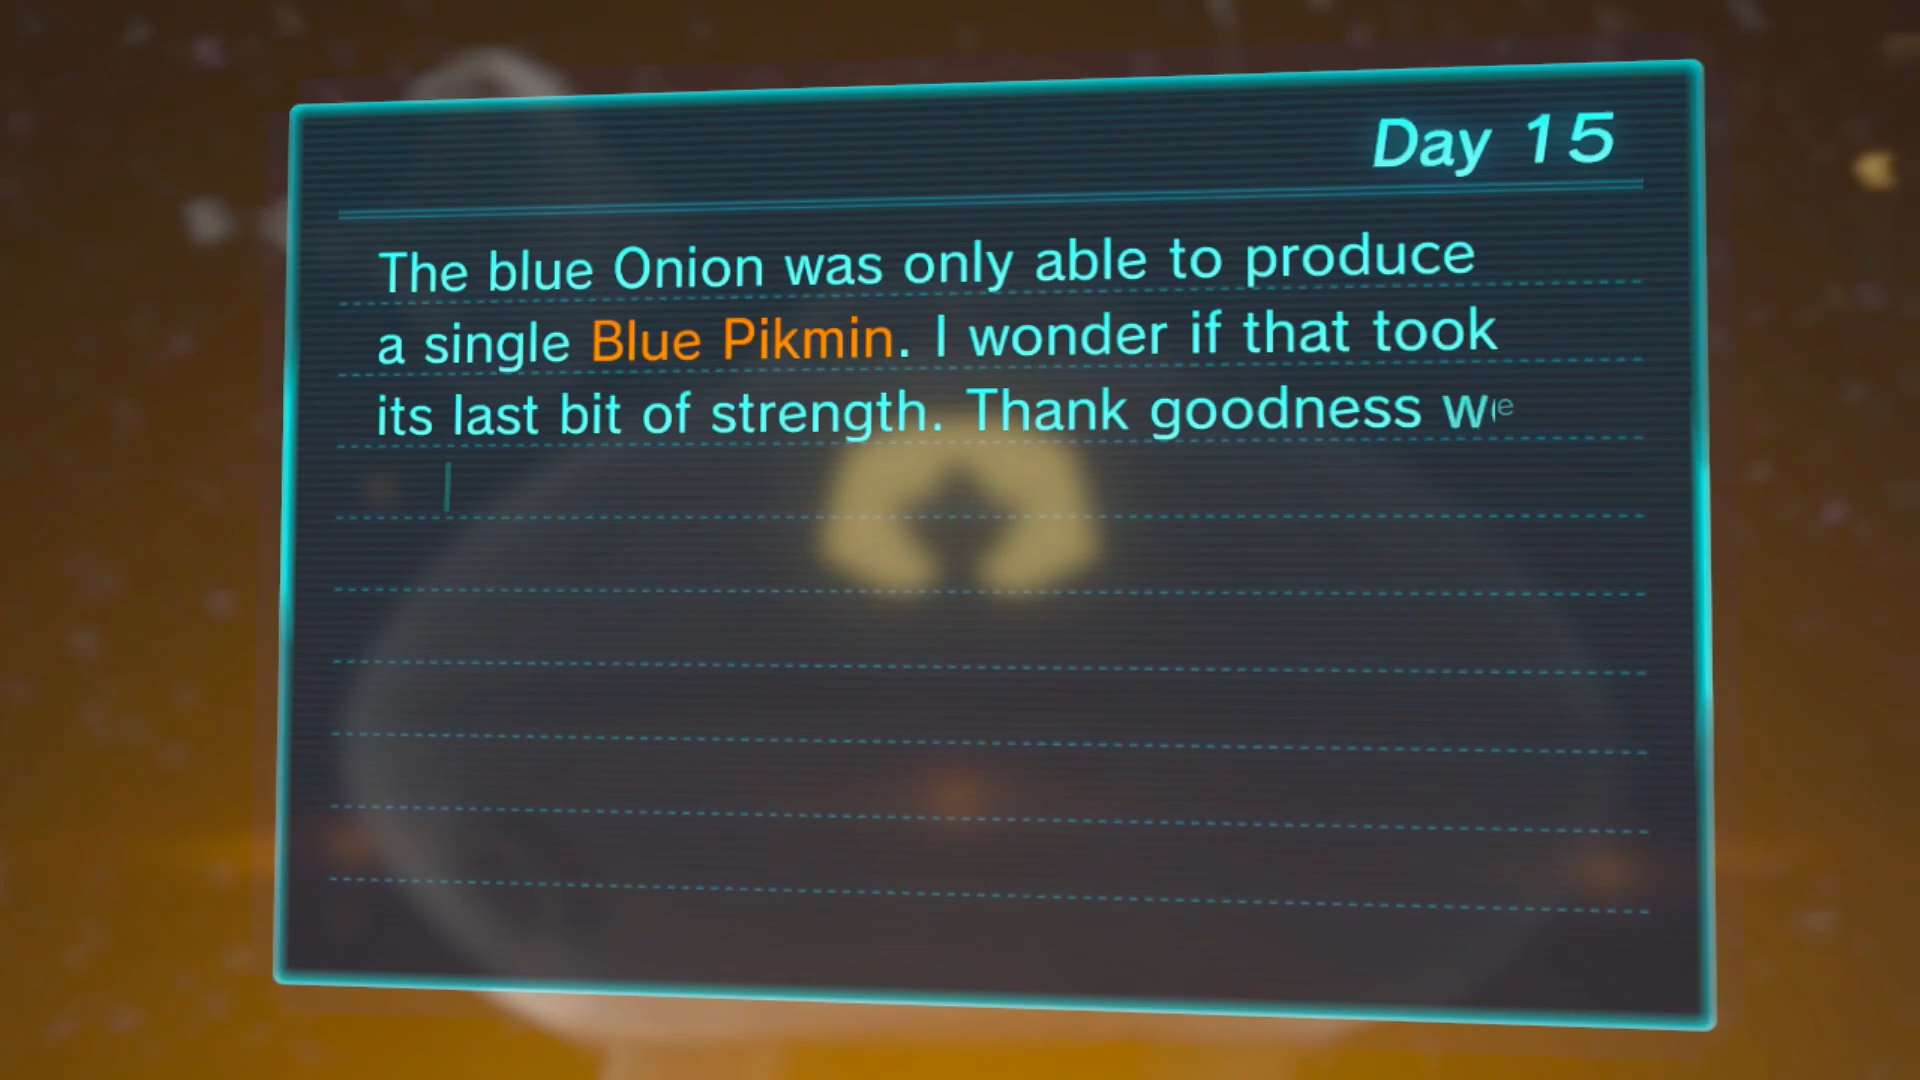 Day 15
The blue Onion was only able to produce
a single Blue Pikmin. I wonder if that took
its last bit of strength. Thank goodness we